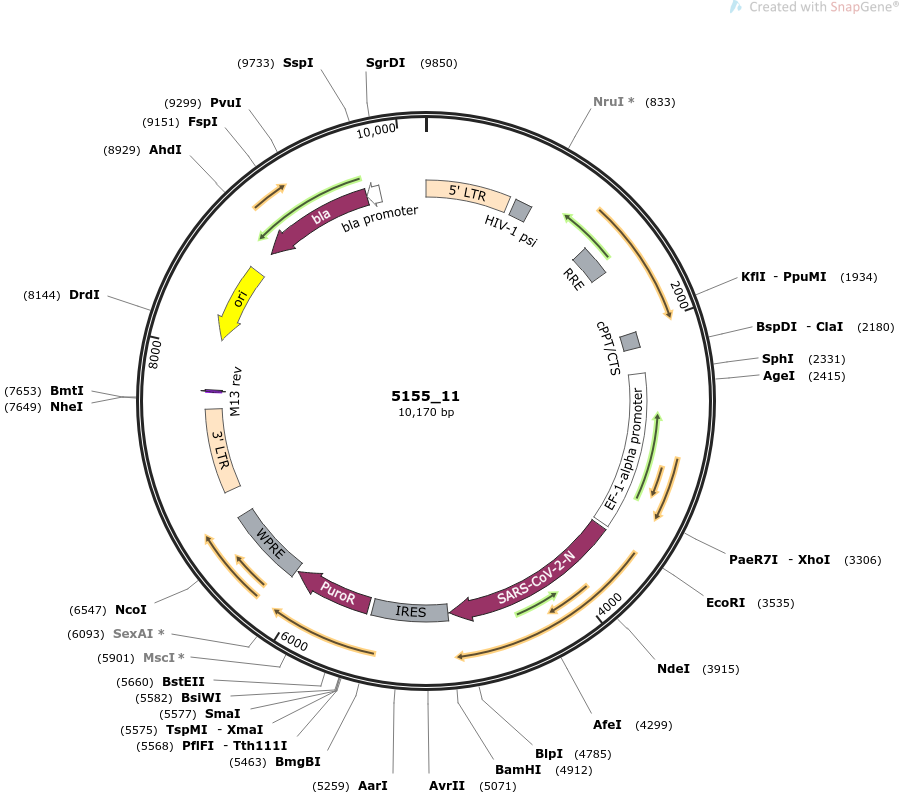 Created with SnapGene®
(9733) SspI
SgrDI (9850)
(9299) PvuI
(9151) FspI
(8929) AhdI
NruI * (833)
10,000
5' LTR
HIV-1 psi
bla
bla promoter
RRE
ori
2000
KflI - PpuMI (1934)
(8144) DrdI
BspDI - ClaI (2180)
cPPT/CTS
SphI (2331)
AgeI (2415)
8000
(7653) BmtI
(7649) NheI
M13 rev
5155_11
10,170 bp
EF-1-alpha promoter
3' LTR
WPRE
PaeR7I - XhoI (3306)
SARS-CoV-2-N
PuroR
IRES
EcoRI (3535)
4000
(6547) NcoI
(6093) SexAI *
6000
(5901) MscI *
NdeI (3915)
(5660) BstEII
(5582) BsiWI
(5577) SmaI
(5575) TspMI - XmaI
(5568) PflFI - Tth111I
(5463) BmgBI
AfeI (4299)
BlpI (4785)
BamHI (4912)
(5259) AarI
AvrII (5071)